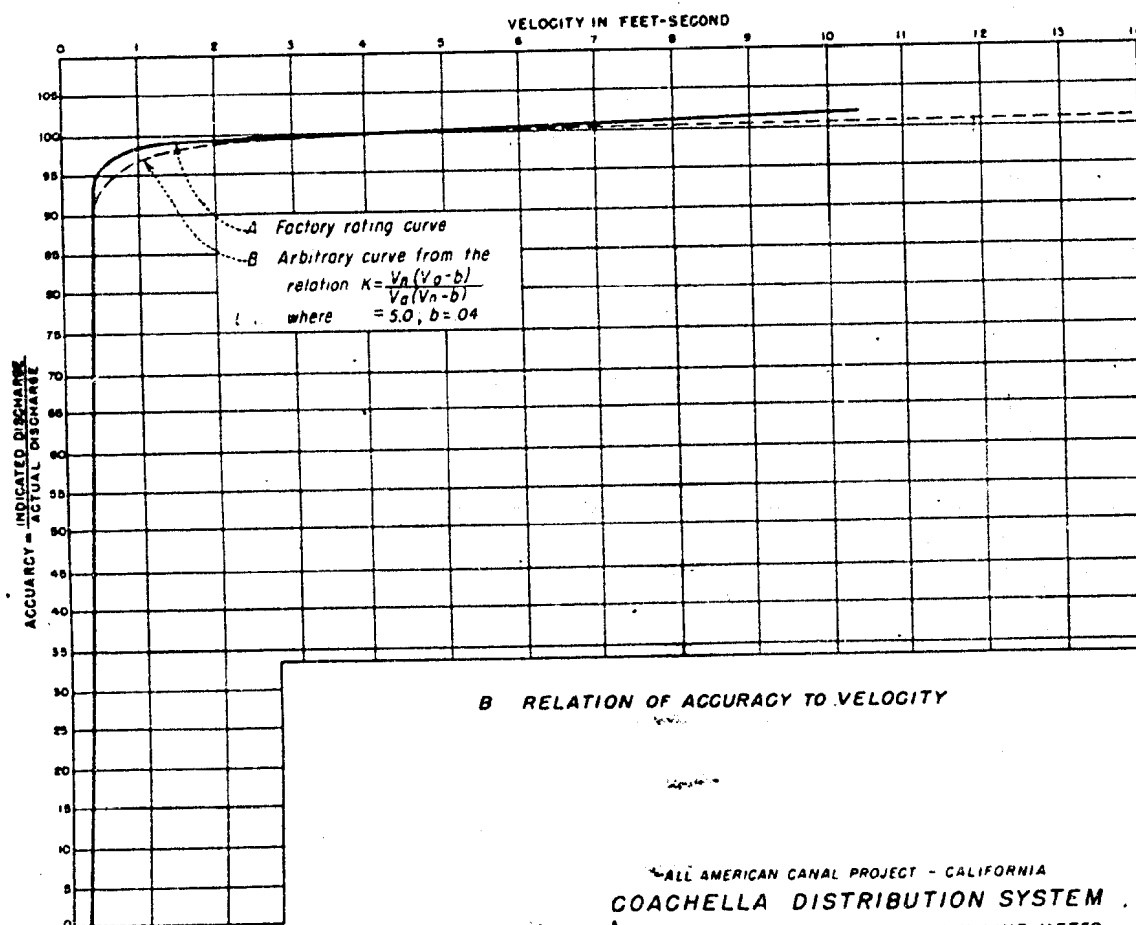 VELOCITY IN FEET-SECOND
0 1 2 3 4 5 6 7 8 9 10 11 12 13
105
100
95
90
85
80
75
70
65
60
55
50
45
40
35
30
25
20
15
10
5
0
ACCUARCY = INDICATED DISCHARGE
ACTUAL DISCHARGE
A Factory rating curve
B Arbitrary curve from the
relation K = Vn (Va-b)
Va (Vn-b)
where = 5.0, b=.04
B RELATION OF ACCURACY TO VELOCITY
ALL AMERICAN CANAL PROJECT - CALIFORNIA
COACHELLA DISTRIBUTION SYSTEM